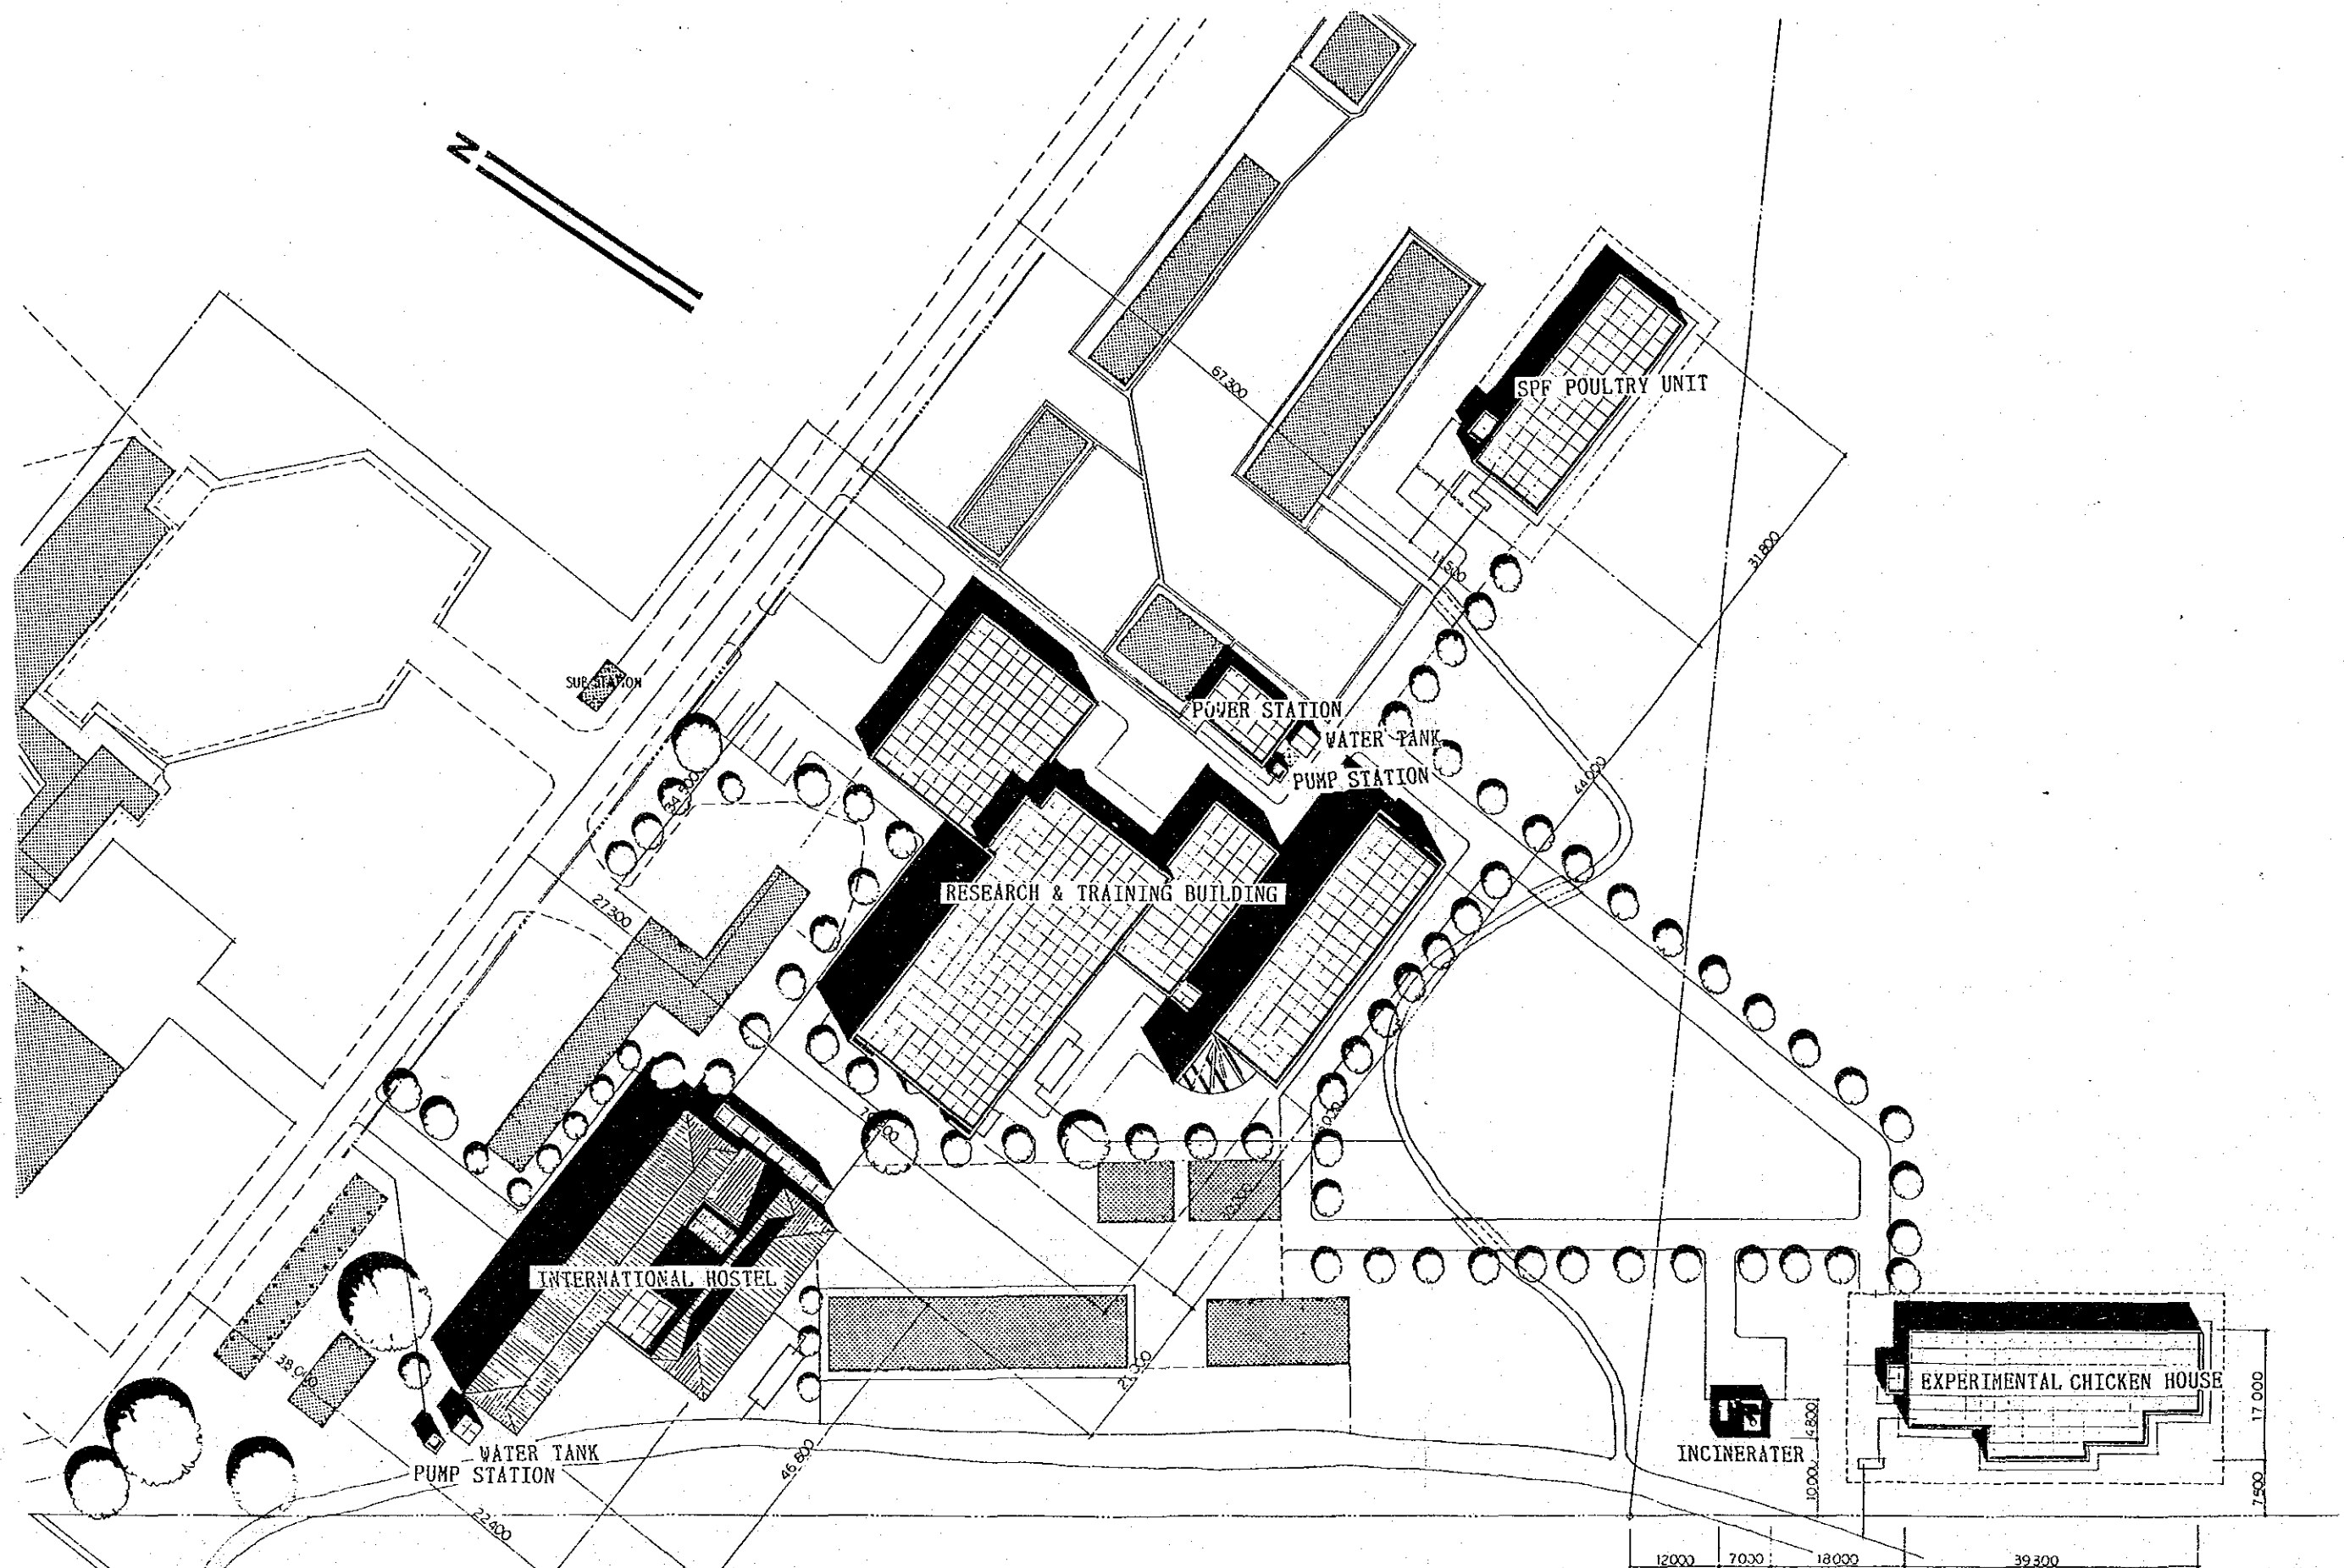 N
67300
SPF POULTRY UNIT
31800
11500
SUB STATION
POWER STATION
WATER TANK
PUMP STATION
44000
RESEARCH & TRAINING BUILDING
27300
INTERNATIONAL HOSTEL
38000
EXPERIMENTAL CHICKEN HOUSE
17000
4800
INCINERATER
WATER TANK
PUMP STATION
46800
10000
7500
22400
12000
7000
18000
39300